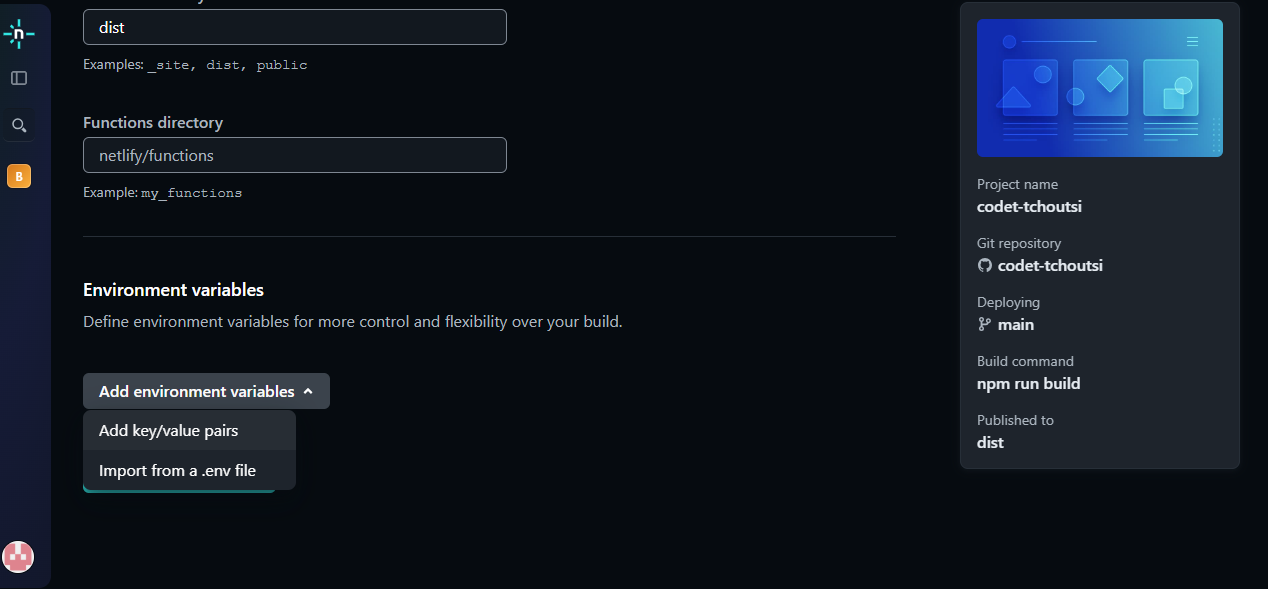 dist
Examples: _site, dist, public
Functions directory
netlify/functions
Example: my_functions
Environment variables
Define environment variables for more control and flexibility over your build.
Add environment variables
Add key/value pairs
Import from a .env file
n
B
Project name
codet-tchoutsi
Git repository
codet-tchoutsi
Deploying
main
Build command
npm run build
Published to
dist